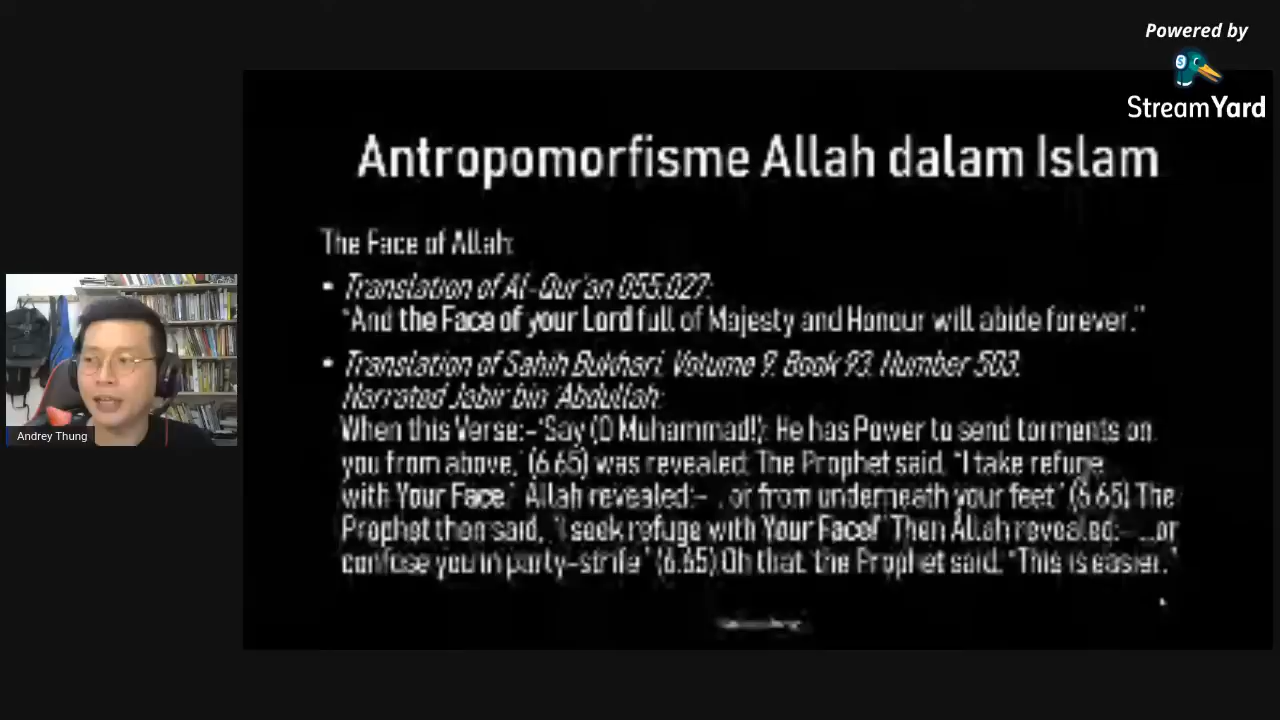 Powered by
StreamYard
Antropomorfisme Allah dalam Islam
The Face of Allah:
Translation of Al-Qur'an 055.027:
"And the Face of your Lord full of Majesty and Honour will abide forever."
Translation of Sahih Bukhari, Volume 9, Book 93, Number 503:
Narrated Jabir bin 'Abdullah:
When this Verse:-'Say (O Muhammad!): He has Power to send torments on
you from above,' (6.65) was revealed; The Prophet said, "I take refuge
with Your Face." Allah revealed:- '..or from underneath your feet.' (6.65) The
Prophet then said, "I seek refuge with Your Face!" Then Allah revealed:- '...or
confuse you in party-strife.' (6.65) Oh that, the Prophet said, "This is easier."
Andrey Thung